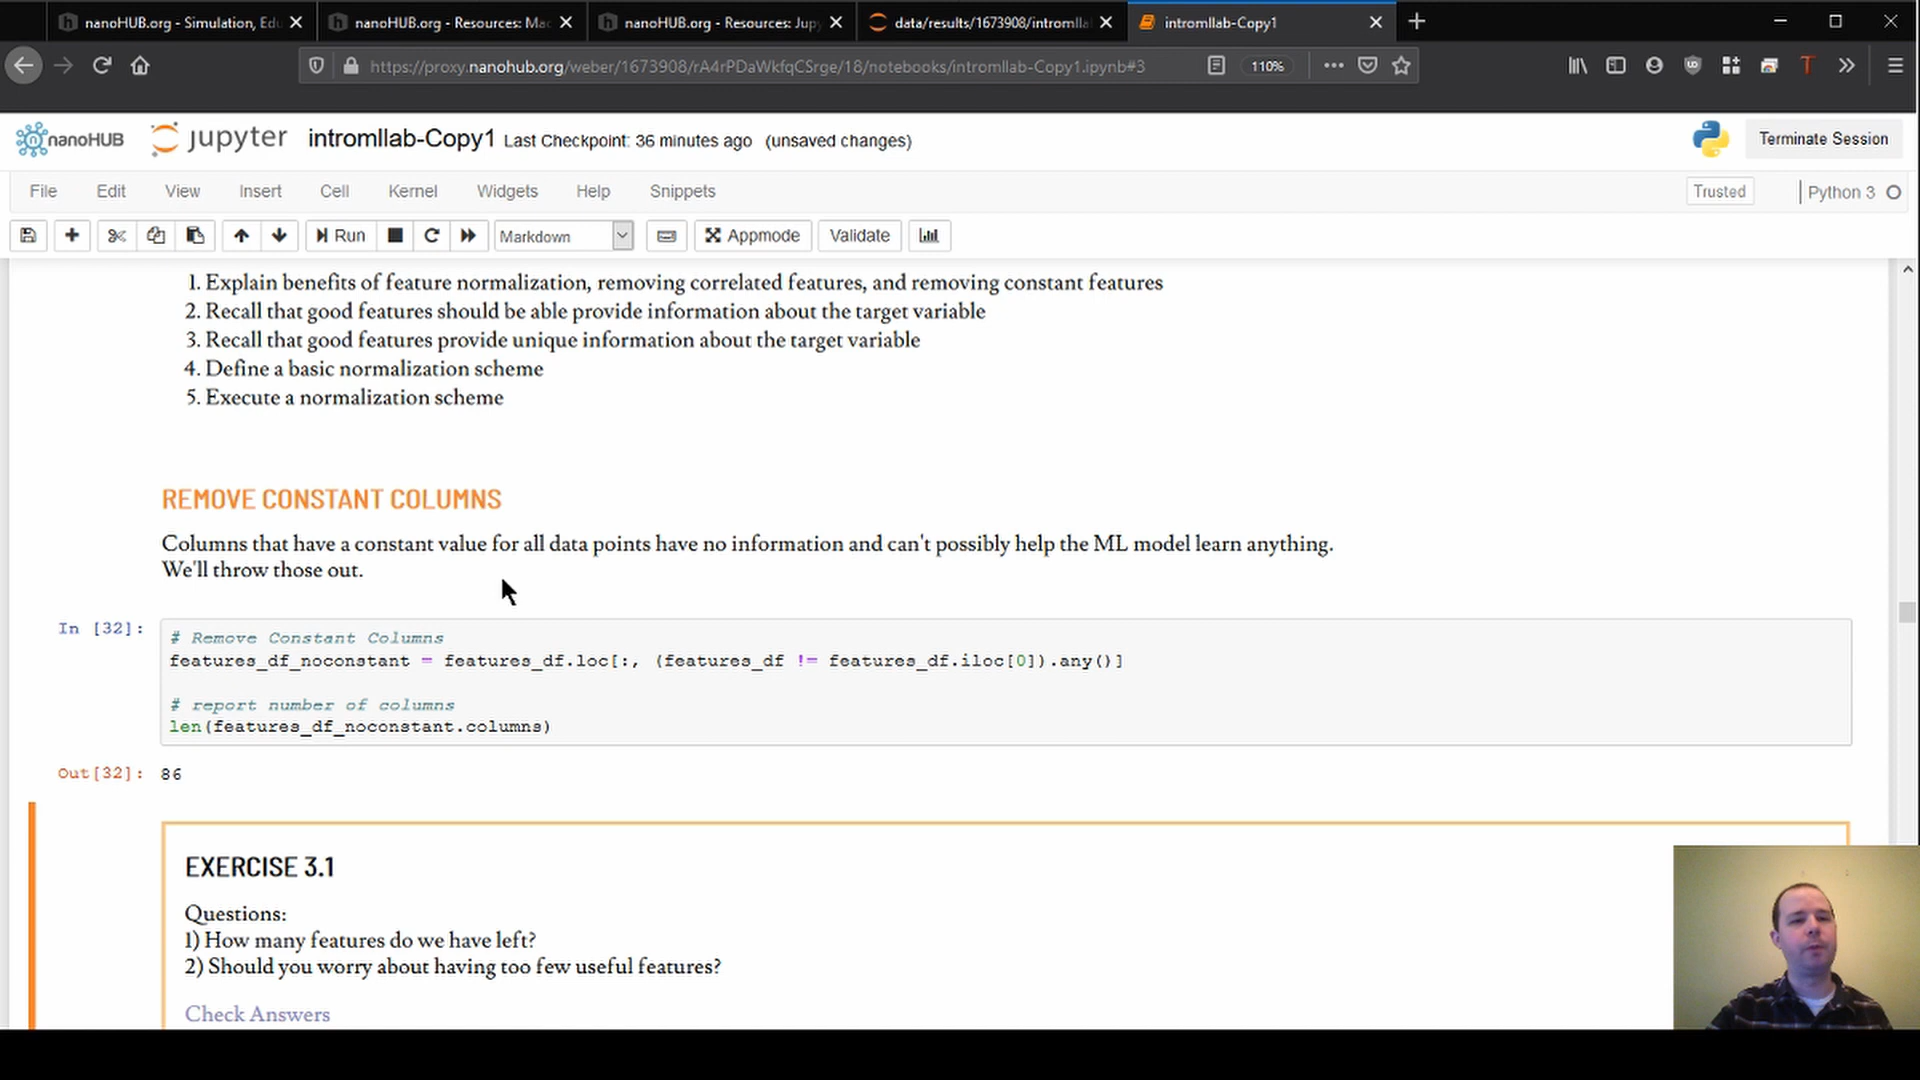 nanoHUB.org - Simulation, Edu
nanoHUB.org - Resources: Ma
nanoHUB.org - Resources: Jup
data/results/1673908/intromlla
intromllab-Copy1
https://proxy.nanohub.org/weber/1673908/rA4rPDaWkfqCSrge/18/notebooks/intromllab-Copy1.ipynb#3
110%
nanoHUB
jupyter
intromllab-Copy1 Last Checkpoint: 36 minutes ago (unsaved changes)
Terminate Session
File Edit View Insert Cell Kernel Widgets Help Snippets
Trusted
Python 3
Run
Markdown
Appmode
Validate
1. Explain benefits of feature normalization, removing correlated features, and removing constant features
2. Recall that good features should be able provide information about the target variable
3. Recall that good features provide unique information about the target variable
4. Define a basic normalization scheme
5. Execute a normalization scheme
REMOVE CONSTANT COLUMNS
Columns that have a constant value for all data points have no information and can't possibly help the ML model learn anything.
We'll throw those out.
In [32]:
# Remove Constant Columns
features_df_noconstant = features_df.loc[:, (features_df != features_df.iloc[0]).any()]
# report number of columns
len(features_df_noconstant.columns)
Out[32]: 86
EXERCISE 3.1
Questions:
1) How many features do we have left?
2) Should you worry about having too few useful features?
Check Answers